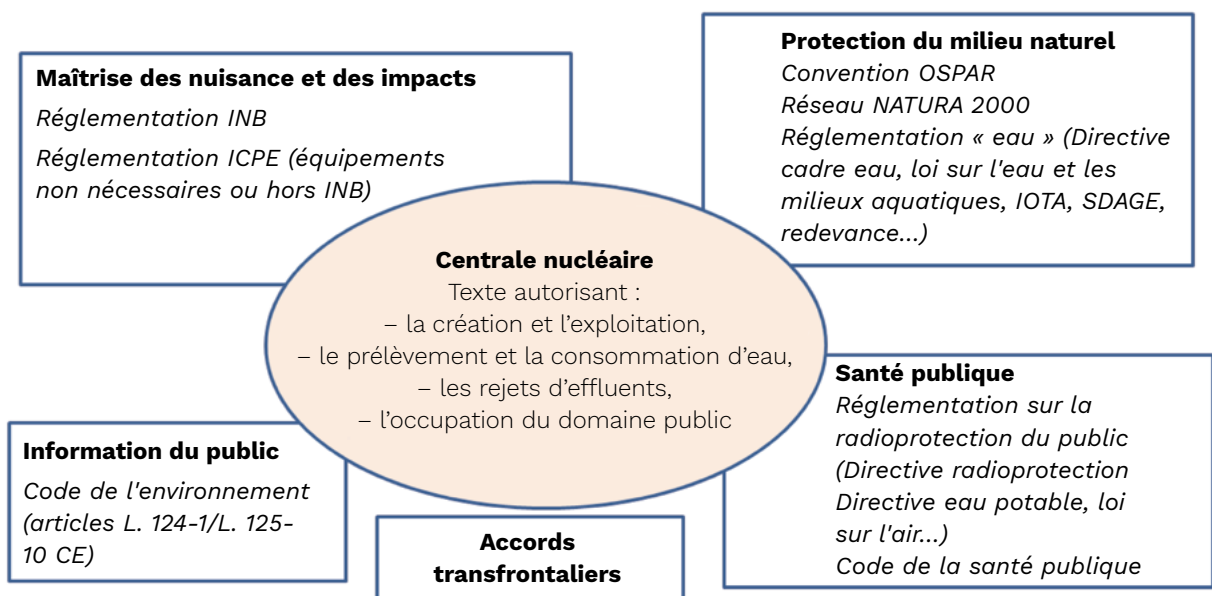 Maîtrise des nuisance et des impacts
Réglementation INB
Réglementation ICPE (équipements
non nécessaires ou hors INB)
Protection du milieu naturel
Convention OSPAR
Réseau NATURA 2000
Réglementation « eau » (Directive
cadre eau, loi sur l'eau et les
milieux aquatiques, IOTA, SDAGE,
redevance...)
Centrale nucléaire
Texte autorisant :
– la création et l’exploitation,
– le prélèvement et la consommation d’eau,
– les rejets d’effluents,
– l’occupation du domaine public
Information du public
Code de l'environnement
(articles L. 124-1/L. 125-
10 CE)
Accords
transfrontaliers
Santé publique
Réglementation sur la
radioprotection du public
(Directive radioprotection
Directive eau potable, loi
sur l'air...)
Code de la santé publique